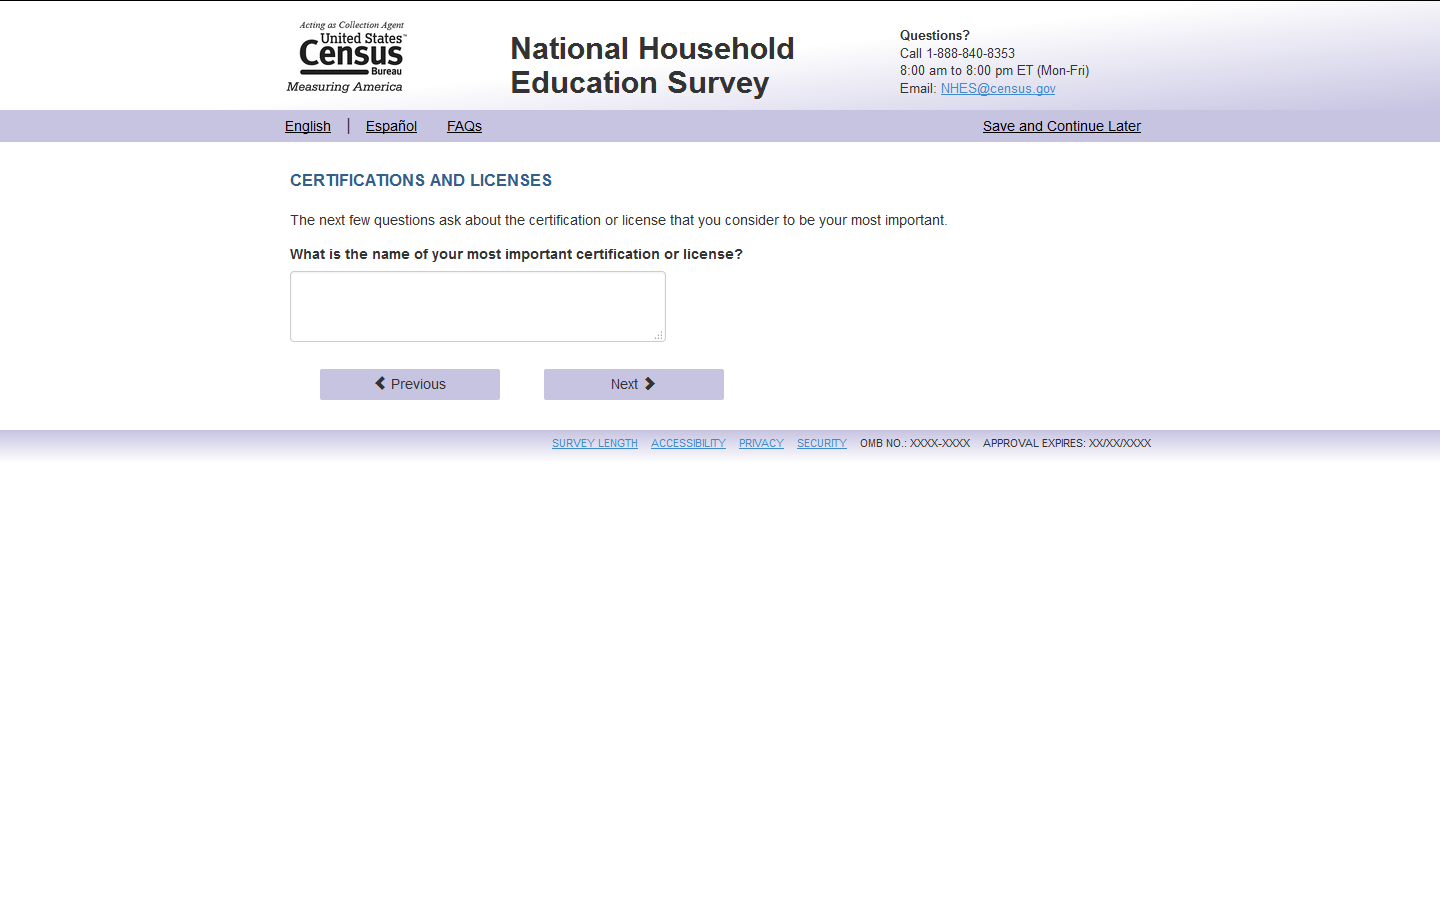 Acting as Collection Agent
United States™
Census
Bureau
Measuring America
National Household
Education Survey
Questions?
Call 1-888-840-8353
8:00 am to 8:00 pm ET (Mon-Fri)
Email: NHES@census.gov
English | Español FAQs Save and Continue Later
CERTIFICATIONS AND LICENSES
The next few questions ask about the certification or license that you consider to be your most important.
What is the name of your most important certification or license?
Previous Next
SURVEY LENGTH ACCESSIBILITY PRIVACY SECURITY OMB NO.: XXXX-XXXX APPROVAL EXPIRES: XX/XX/XXXX